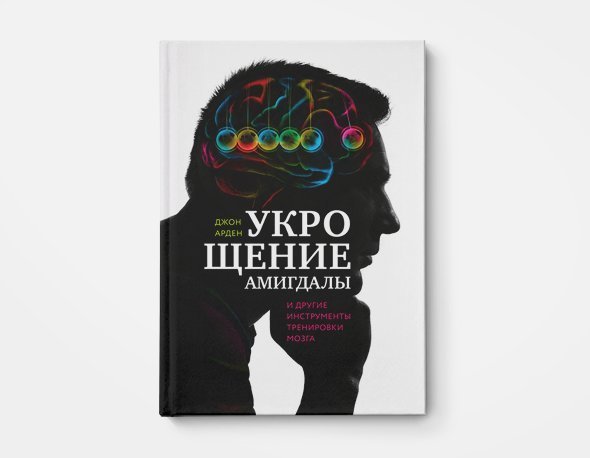 ДЖОН
АРДЕН
УКРО
ЩЕНИЕ
АМИГДАЛЫ
И ДРУГИЕ
ИНСТРУМЕНТЫ
ТРЕНИРОВКИ
МОЗГА